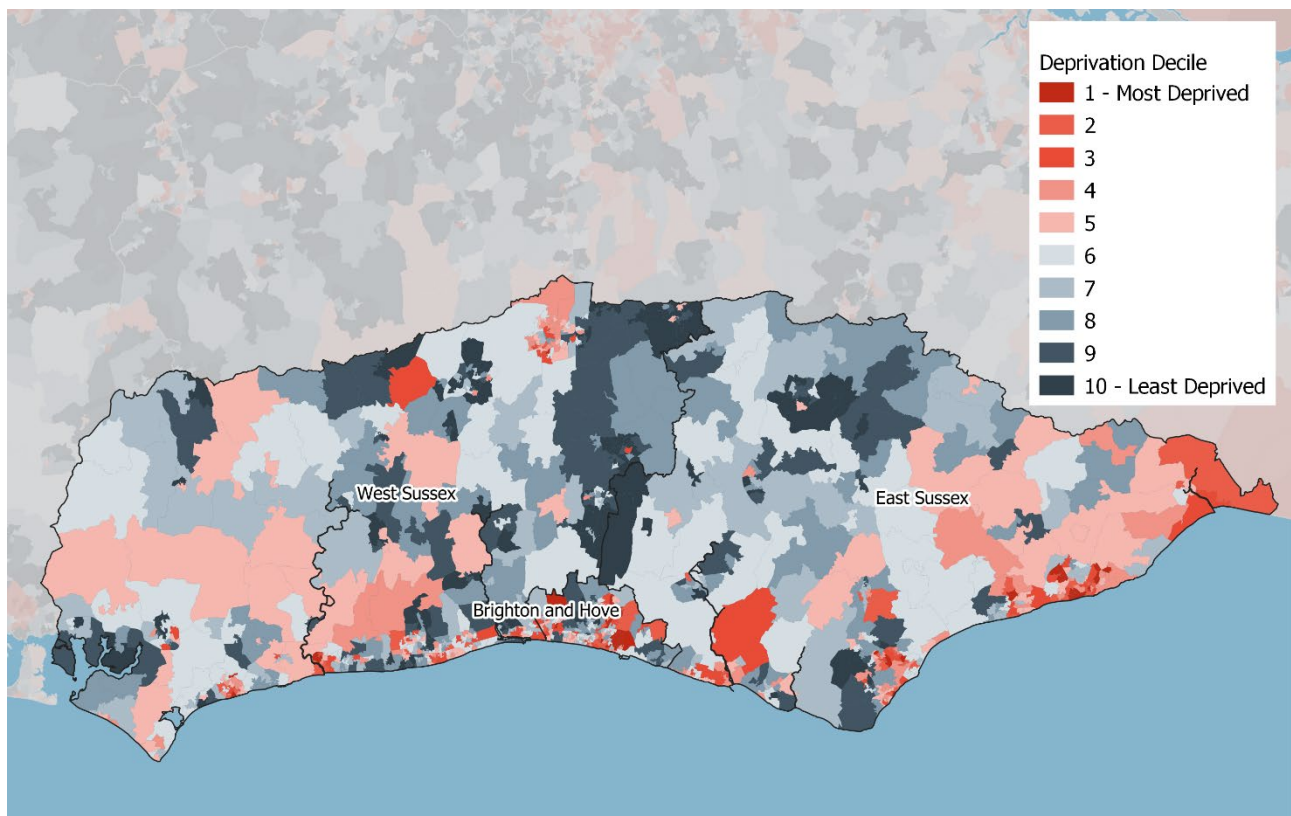 Deprivation Decile
1 - Most Deprived
2
3
4
5
6
7
8
9
10 - Least Deprived
West Sussex
East Sussex
Brighton and Hove